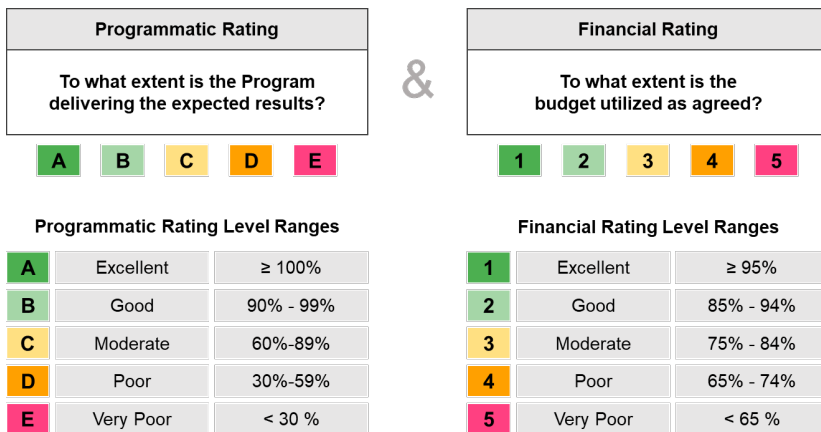 Programmatic Rating
To what extent is the Program
delivering the expected results?
&
Financial Rating
To what extent is the
budget utilized as agreed?
A B C D E
1 2 3 4 5
Programmatic Rating Level Ranges
A Excellent ≥ 100%
B Good 90% - 99%
C Moderate 60%-89%
D Poor 30%-59%
E Very Poor < 30 %
Financial Rating Level Ranges
1 Excellent ≥ 95%
2 Good 85% - 94%
3 Moderate 75% - 84%
4 Poor 65% - 74%
5 Very Poor < 65 %